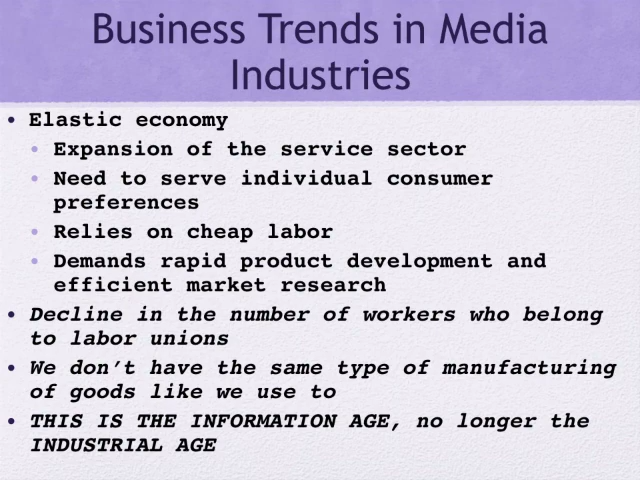 Business Trends in Media
Industries
• Elastic economy
• Expansion of the service sector
• Need to serve individual consumer
preferences
• Relies on cheap labor
• Demands rapid product development and
efficient market research
• Decline in the number of workers who belong
to labor unions
• We don’t have the same type of manufacturing
of goods like we use to
• THIS IS THE INFORMATION AGE, no longer the
INDUSTRIAL AGE